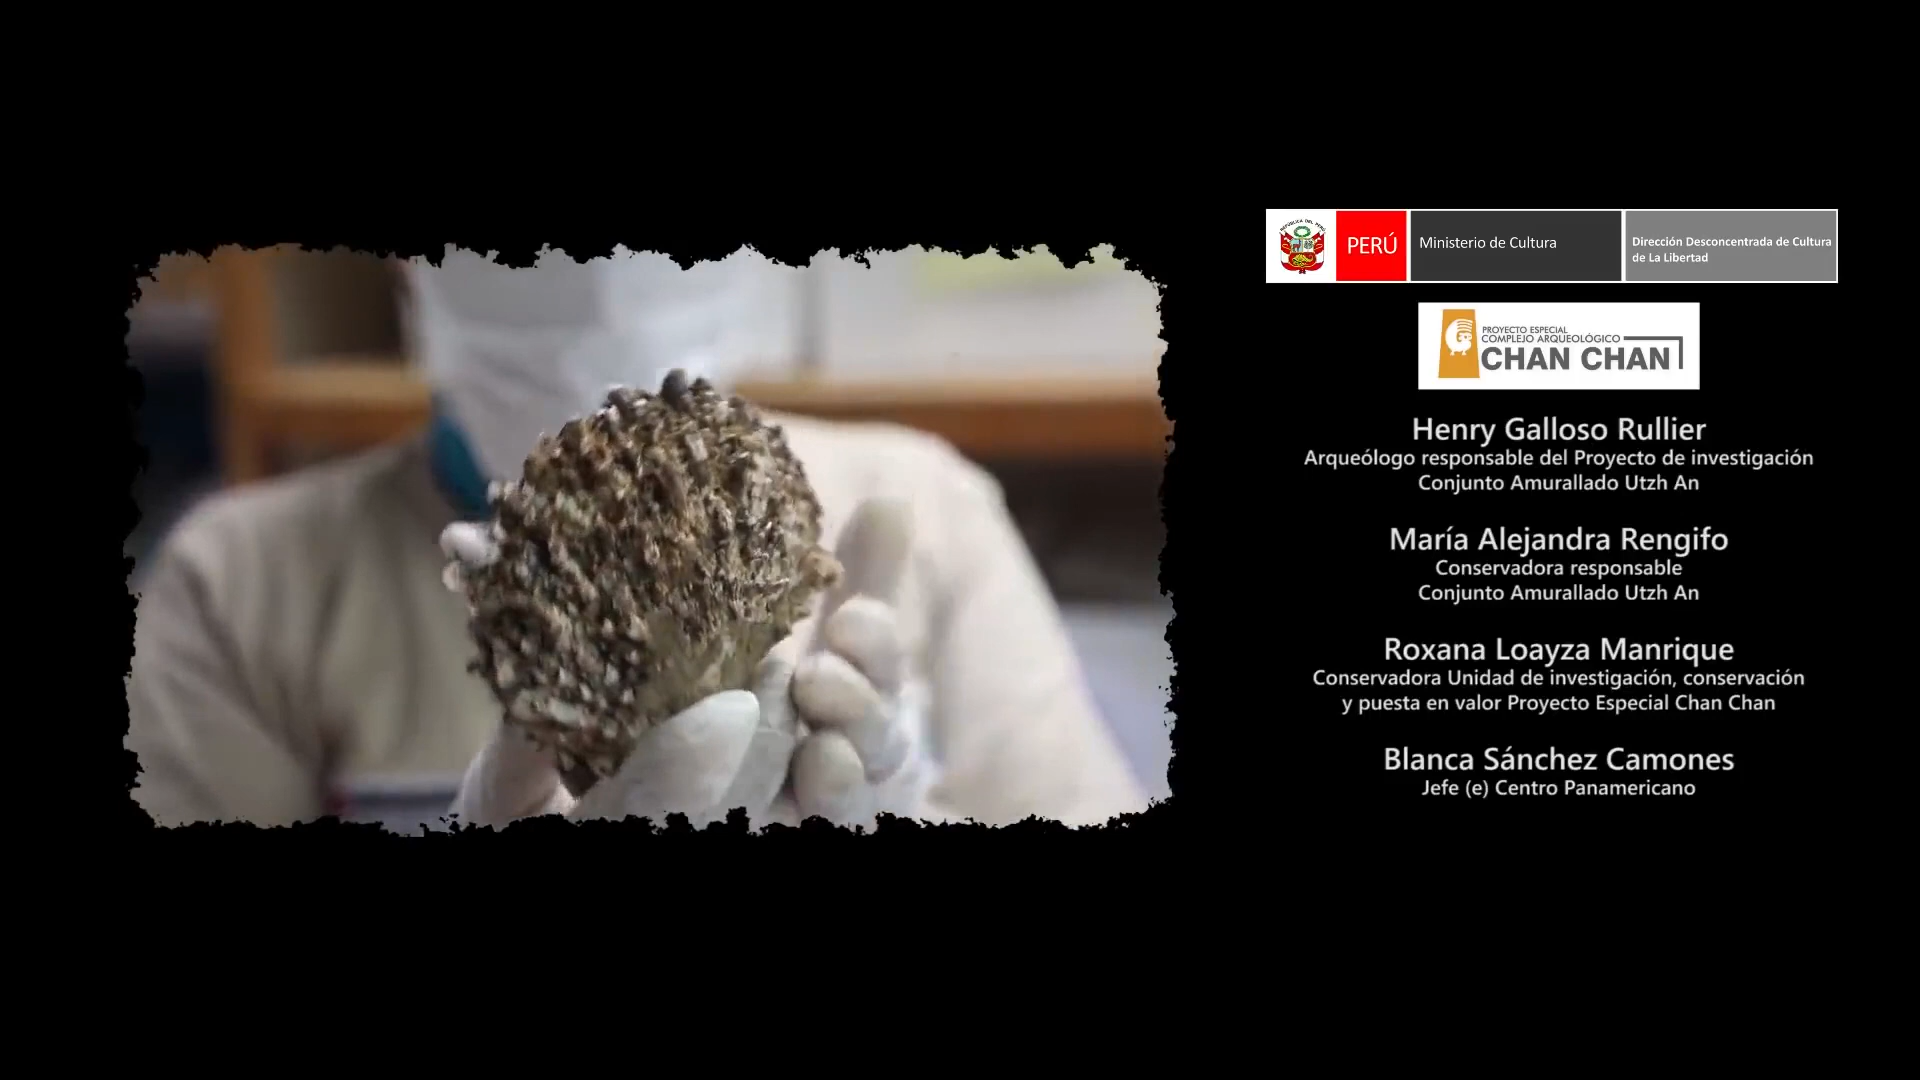 REPÚBLICA DEL PERÚ
PERÚ
Ministerio de Cultura
Dirección Desconcentrada de Cultura
de La Libertad
PROYECTO ESPECIAL
COMPLEJO ARQUEOLÓGICO
CHAN CHAN
Henry Galloso Rullier
Arqueólogo responsable del Proyecto de investigación
Conjunto Amurallado Utzh An
María Alejandra Rengifo
Conservadora responsable
Conjunto Amurallado Utzh An
Roxana Loayza Manrique
Conservadora Unidad de investigación, conservación
y puesta en valor Proyecto Especial Chan Chan
Blanca Sánchez Camones
Jefe (e) Centro Panamericano